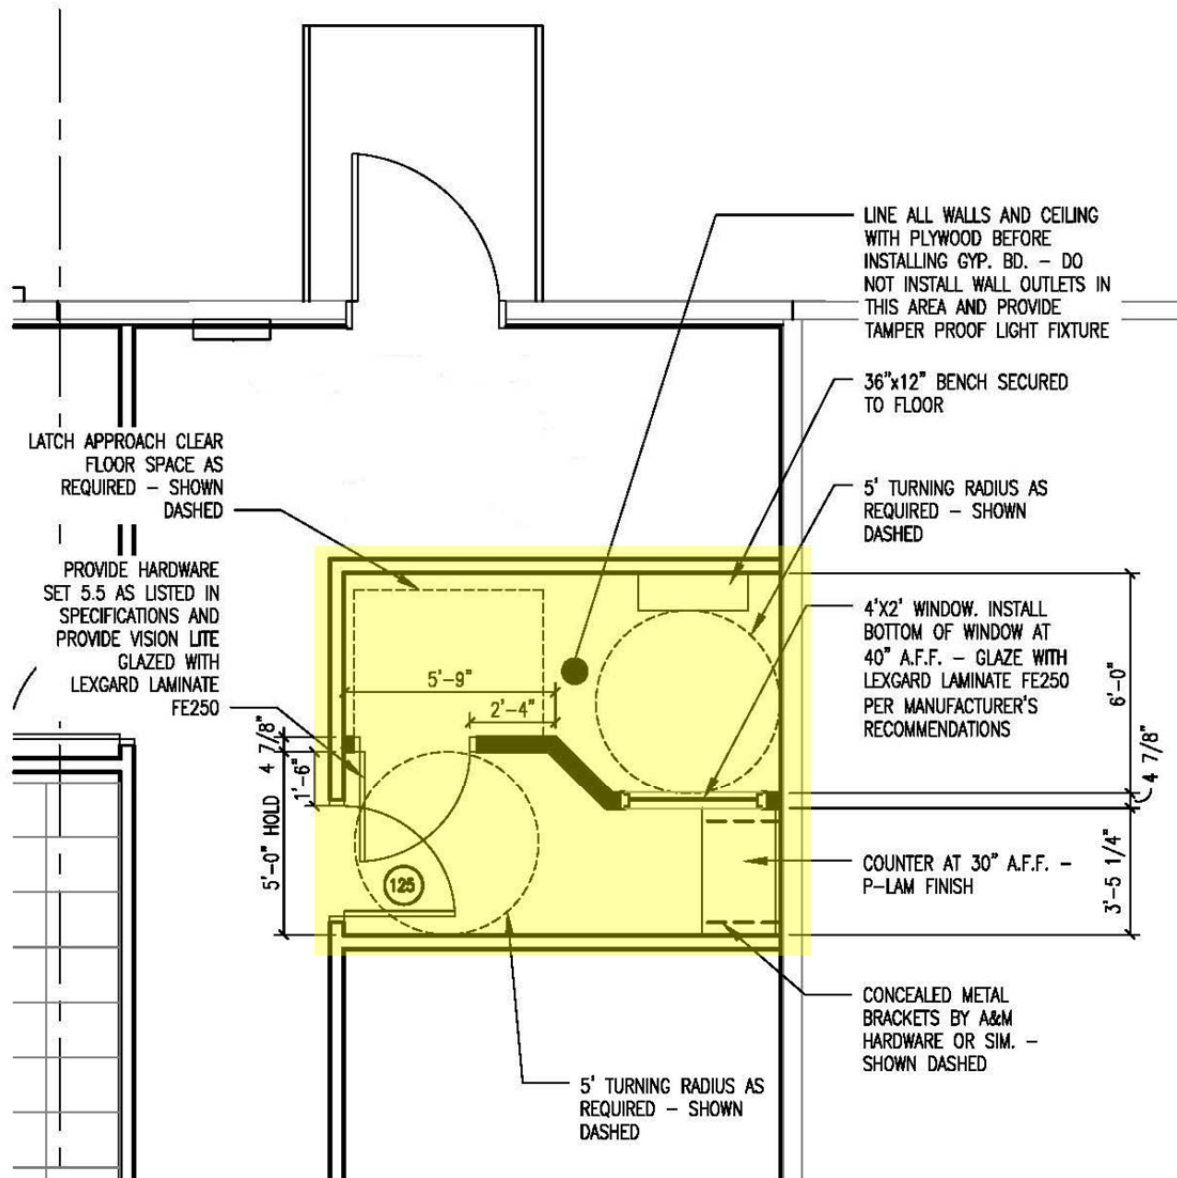 LINE ALL WALLS AND CEILING
WITH PLYWOOD BEFORE
INSTALLING GYP. BD. – DO
NOT INSTALL WALL OUTLETS IN
THIS AREA AND PROVIDE
TAMPER PROOF LIGHT FIXTURE
36"x12" BENCH SECURED
TO FLOOR
LATCH APPROACH CLEAR
FLOOR SPACE AS
REQUIRED – SHOWN
DASHED
5' TURNING RADIUS AS
REQUIRED – SHOWN
DASHED
PROVIDE HARDWARE
SET 5.5 AS LISTED IN
SPECIFICATIONS AND
PROVIDE VISION LITE
GLAZED WITH
LEXGARD LAMINATE
FE250
4'X2' WINDOW. INSTALL
BOTTOM OF WINDOW AT
40" A.F.F. – GLAZE WITH
LEXGARD LAMINATE FE250
PER MANUFACTURER'S
RECOMMENDATIONS
5'-9"
2'-4"
6'-0"
4 7/8"
4 7/8"
1'-6"
5'-0" HOLD
3'-5 1/4"
125
COUNTER AT 30" A.F.F. –
P-LAM FINISH
CONCEALED METAL
BRACKETS BY A&M
HARDWARE OR SIM. –
SHOWN DASHED
5' TURNING RADIUS AS
REQUIRED – SHOWN
DASHED